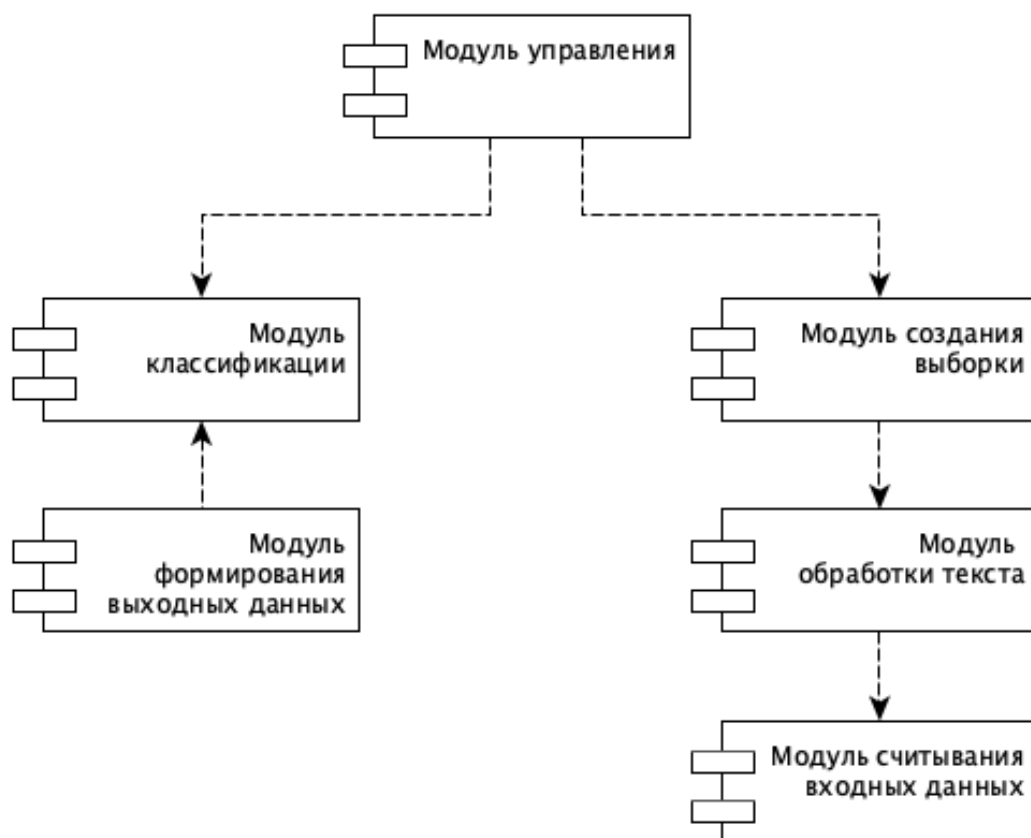 Модуль управления
Модуль
классификации
Модуль создания
выборки
Модуль
формирования
выходных данных
Модуль
обработки текста
Модуль считывания
входных данных